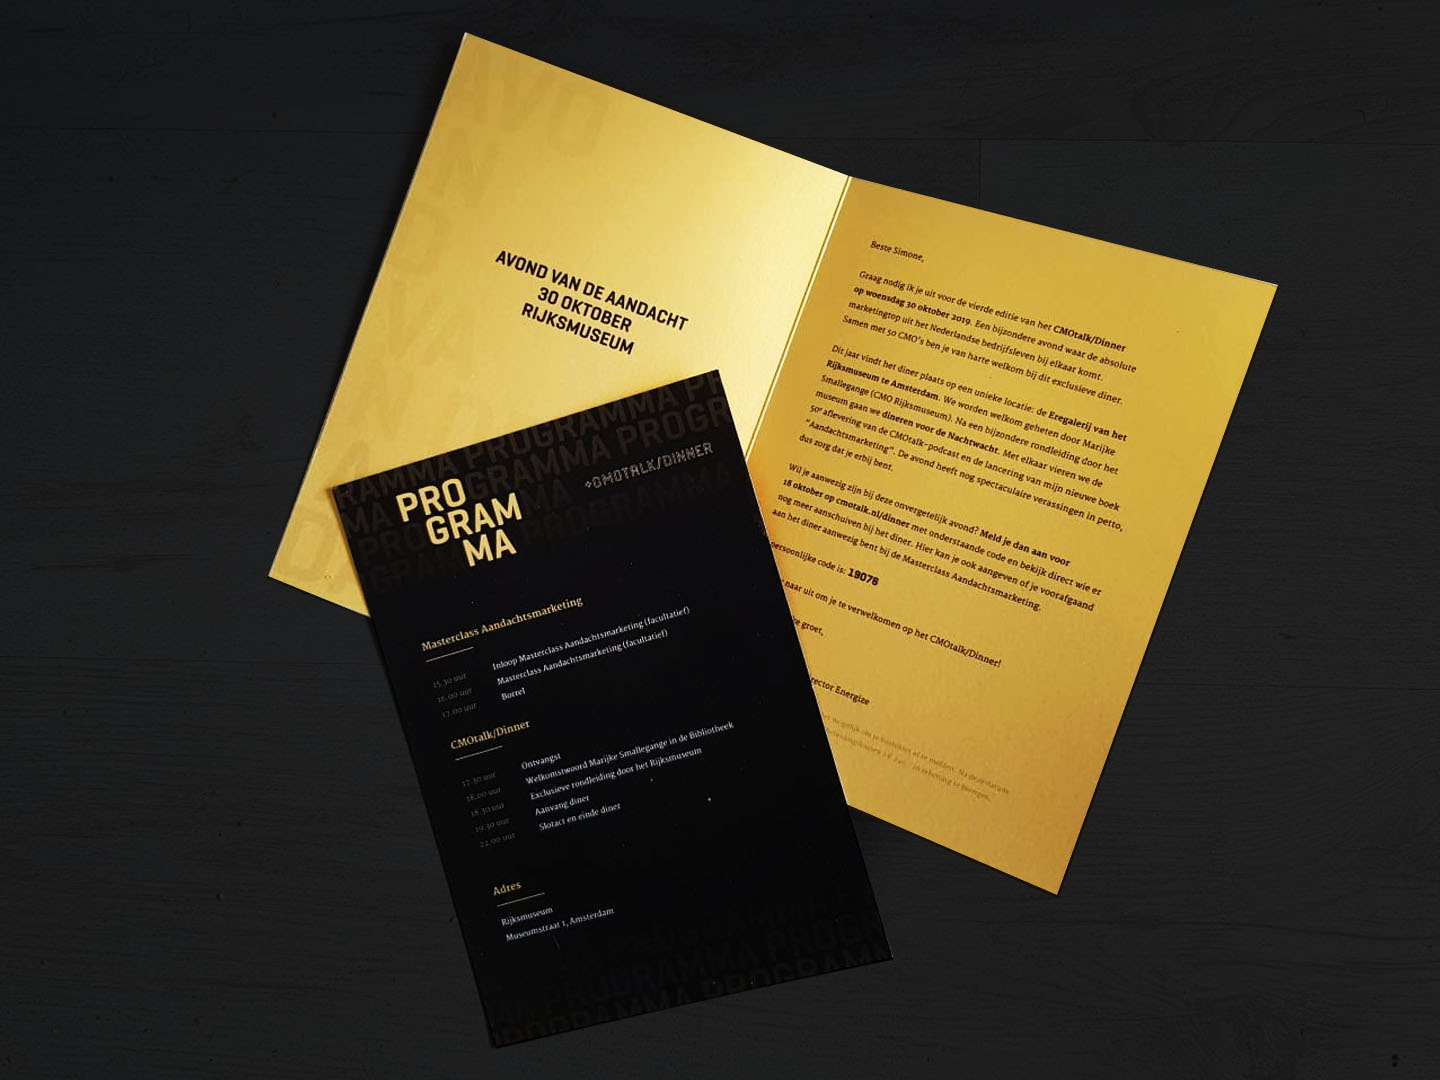 AVOND VAN DE AANDACHT
30 OKTOBER
RIJKSMUSEUM
Beste Simone,
Graag nodig ik je uit voor de vierde editie van het CMOtalk/Dinner
op woensdag 30 oktober 2019. Een bijzondere avond waar de absolute
marketingtop uit het Nederlandse bedrijfsleven bij elkaar komt.
Samen met 50 CMO's ben je van harte welkom bij dit exclusieve diner.
Dit jaar vindt het diner plaats op een unieke locatie: de Eregalerij van het
Rijksmuseum te Amsterdam. We worden welkom geheten door Marijke
Smallegange (CMO Rijksmuseum). Na een bijzondere rondleiding door het
museum gaan we dineren voor de Nachtwacht. Met elkaar vieren we de
50e aflevering van de CMOtalk-podcast en de lancering van mijn nieuwe boek
"Aandachtsmarketing". De avond heeft nog spectaculaire verassingen in petto,
dus zorg dat je erbij bent.
Wil je aanwezig zijn bij deze onvergetelijk avond? Meld je dan aan voor
18 oktober op cmotalk.nl/dinner met onderstaande code en bekijk direct wie er
nog meer aanschuiven bij het diner. Hier kan je ook aangeven of je voorafgaand
aan het diner aanwezig bent bij de Masterclass Aandachtsmarketing.
persoonlijke code is: 19076
naar uit om je te verwelkomen op het CMOtalk/Dinner!
groet,
Energize
PRO
GRAM
MA
+CMOTALK/DINNER
Masterclass Aandachtsmarketing
15.30 uur Inloop Masterclass Aandachtsmarketing (facultatief)
16.00 uur Masterclass Aandachtsmarketing (facultatief)
17.00 uur Borrel
CMOtalk/Dinner
17.30 uur Ontvangst
18.00 uur Welkomstwoord Marijke Smallegange in de Bibliotheek
18.30 uur Exclusieve rondleiding door het Rijksmuseum
19.30 uur Aanvang diner
22.00 uur Slotact en einde diner
Adres
Rijksmuseum
Museumstraat 1, Amsterdam